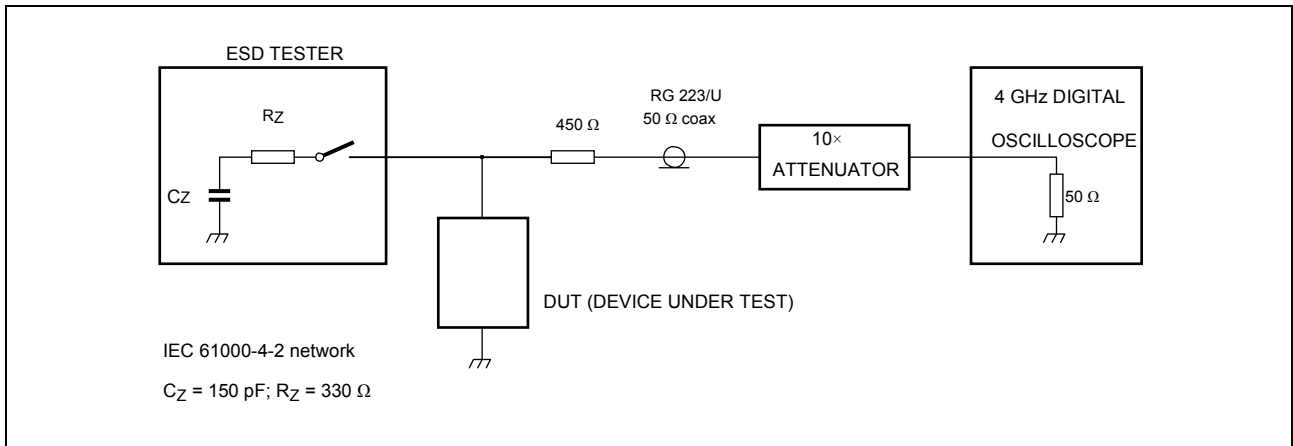 ESD TESTER
RZ
CZ
450 Ω
RG 223/U
50 Ω coax
10×
ATTENUATOR
4 GHz DIGITAL
OSCILLOSCOPE
50 Ω
DUT (DEVICE UNDER TEST)
IEC 61000-4-2 network
CZ = 150 pF; RZ = 330 Ω